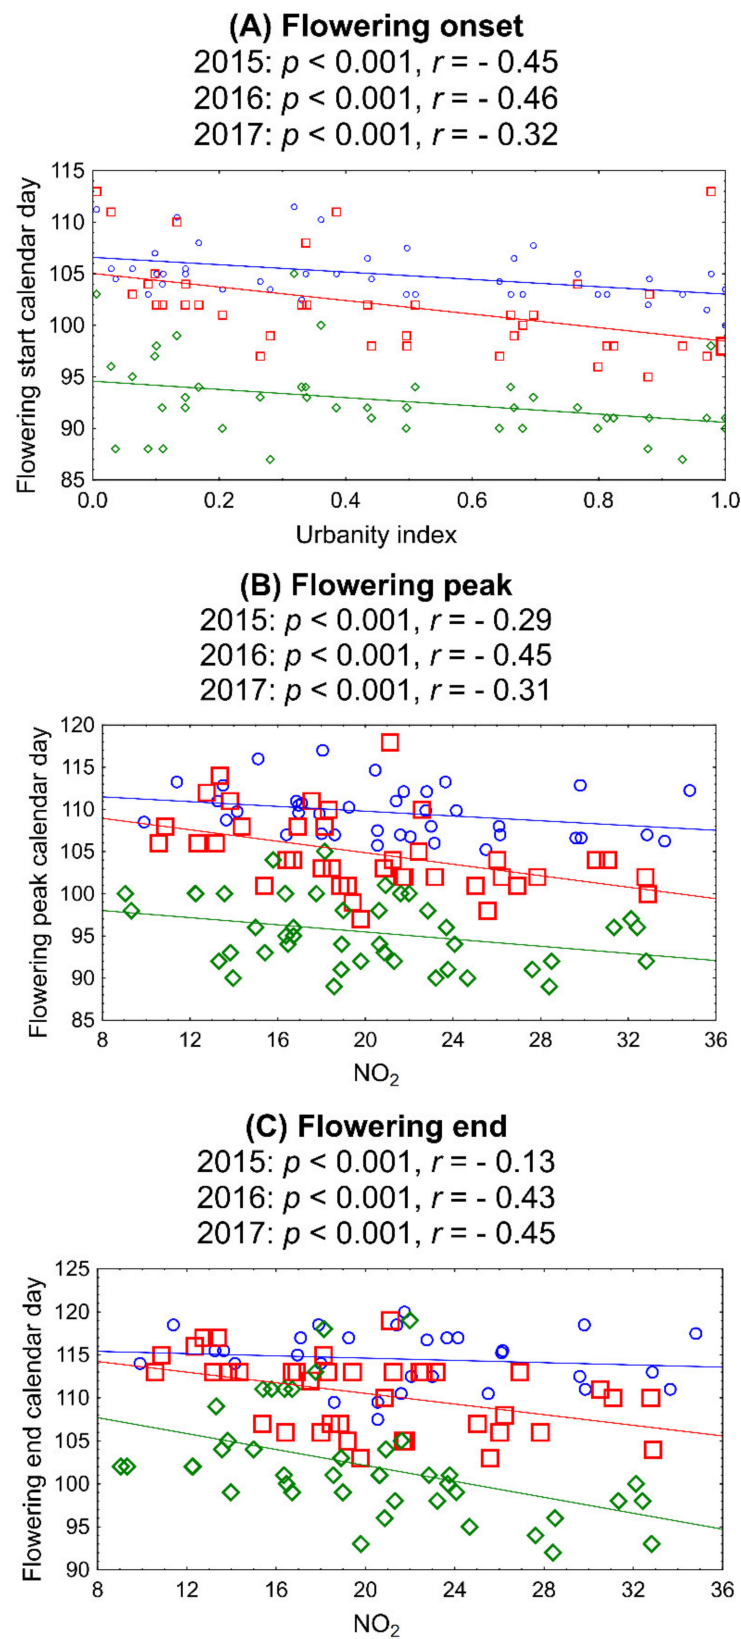 (A) Flowering onset
2015: p < 0.001, r = - 0.45
2016: p < 0.001, r = - 0.46
2017: p < 0.001, r = - 0.32
Flowering start calendar day
115
110
105
100
95
90
85
0.0 0.2 0.4 0.6 0.8 1.0
Urbanity index
(B) Flowering peak
2015: p < 0.001, r = - 0.29
2016: p < 0.001, r = - 0.45
2017: p < 0.001, r = - 0.31
Flowering peak calendar day
120
115
110
105
100
95
90
85
8 12 16 20 24 28 32 36
NO₂
(C) Flowering end
2015: p < 0.001, r = - 0.13
2016: p < 0.001, r = - 0.43
2017: p < 0.001, r = - 0.45
Flowering end calendar day
125
120
115
110
105
100
95
90
8 12 16 20 24 28 32 36
NO₂